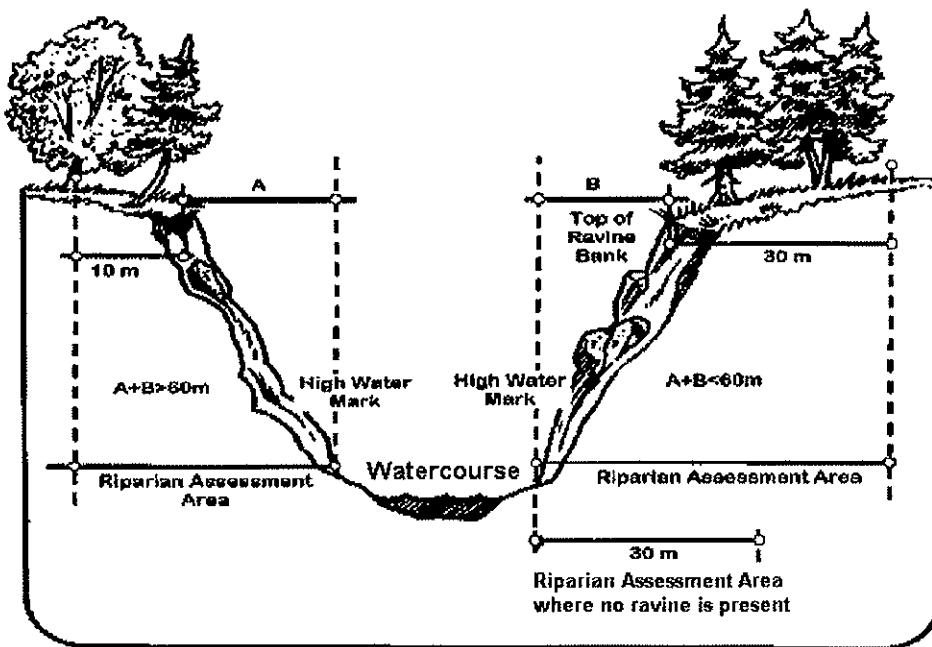 A
B
Top of
Ravine
Bank
10 m
30 m
A+B>60m
High Water
Mark
High Water
Mark
A+B<60m
Watercourse
Riparian Assessment
Area
Riparian Assessment Area
30 m
Riparian Assessment Area
where no ravine is present